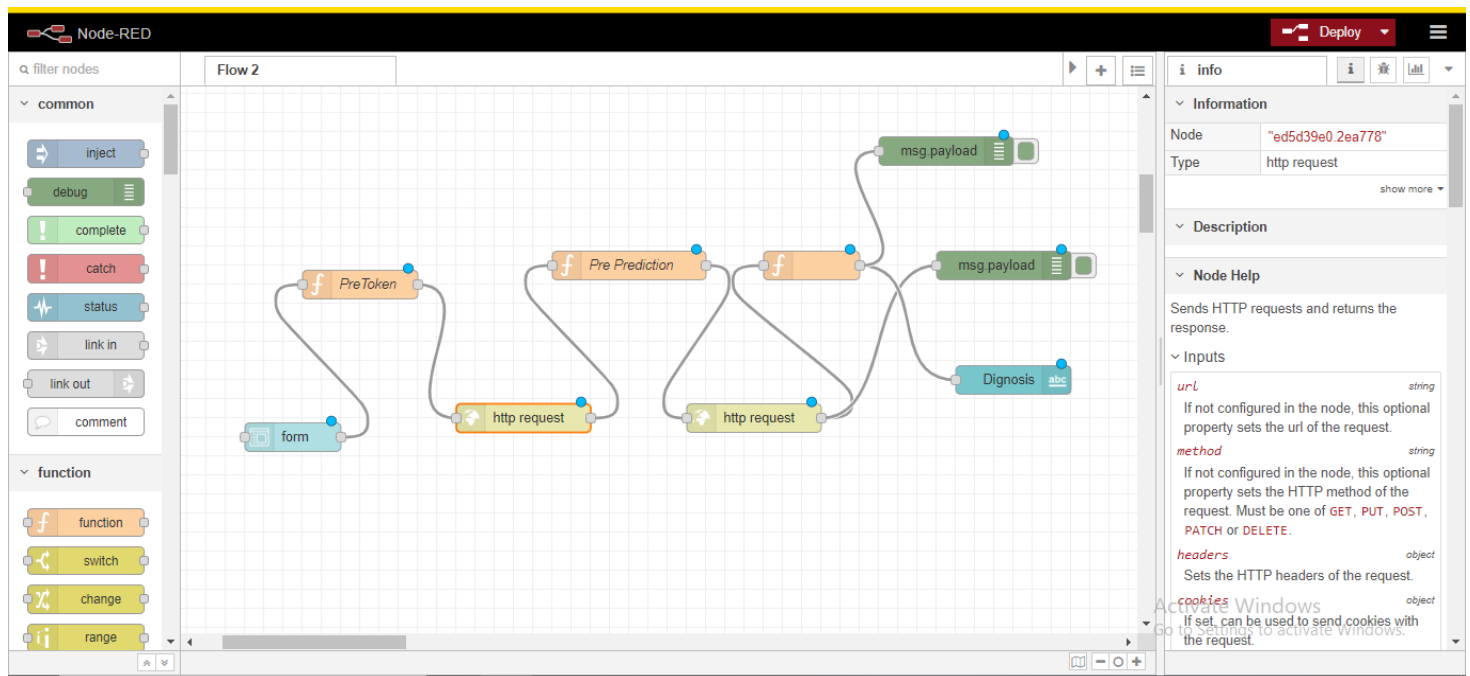 Node-RED
Deploy
filter nodes
Flow 2
i info
i
common
inject
debug
complete
catch
status
link in
link out
comment
function
f function
switch
change
range
msg.payload
f Pre Prediction
f
msg.payload
f PreToken
Dignosis abc
http request
http request
form
Information
Node "ed5d39e0.2ea778"
Type http request
show more
Description
Node Help
Sends HTTP requests and returns the
response.
Inputs
url string
If not configured in the node, this optional
property sets the url of the request.
method string
If not configured in the node, this optional
property sets the HTTP method of the
request. Must be one of GET, PUT, POST,
PATCH or DELETE.
headers object
Sets the HTTP headers of the request.
cookies object
If set, can be used to send cookies with
the request.
Activate Windows
Go to Settings to activate Windows.